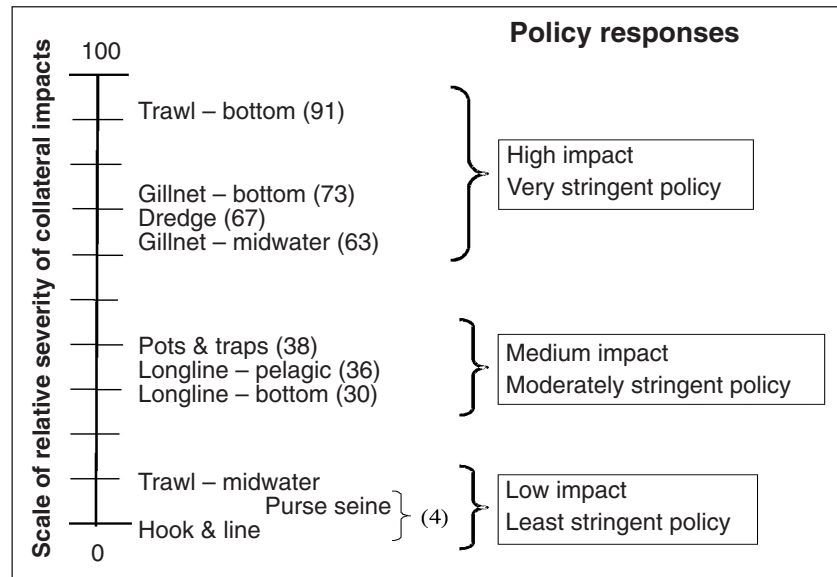 Policy responses
Scale of relative severity of collateral impacts
100
Trawl – bottom (91)
Gillnet – bottom (73)
Dredge (67)
Gillnet – midwater (63)
High impact
Very stringent policy
Pots & traps (38)
Longline – pelagic (36)
Longline – bottom (30)
Medium impact
Moderately stringent policy
Trawl – midwater
Purse seine
(4)
Hook & line
Low impact
Least stringent policy
0